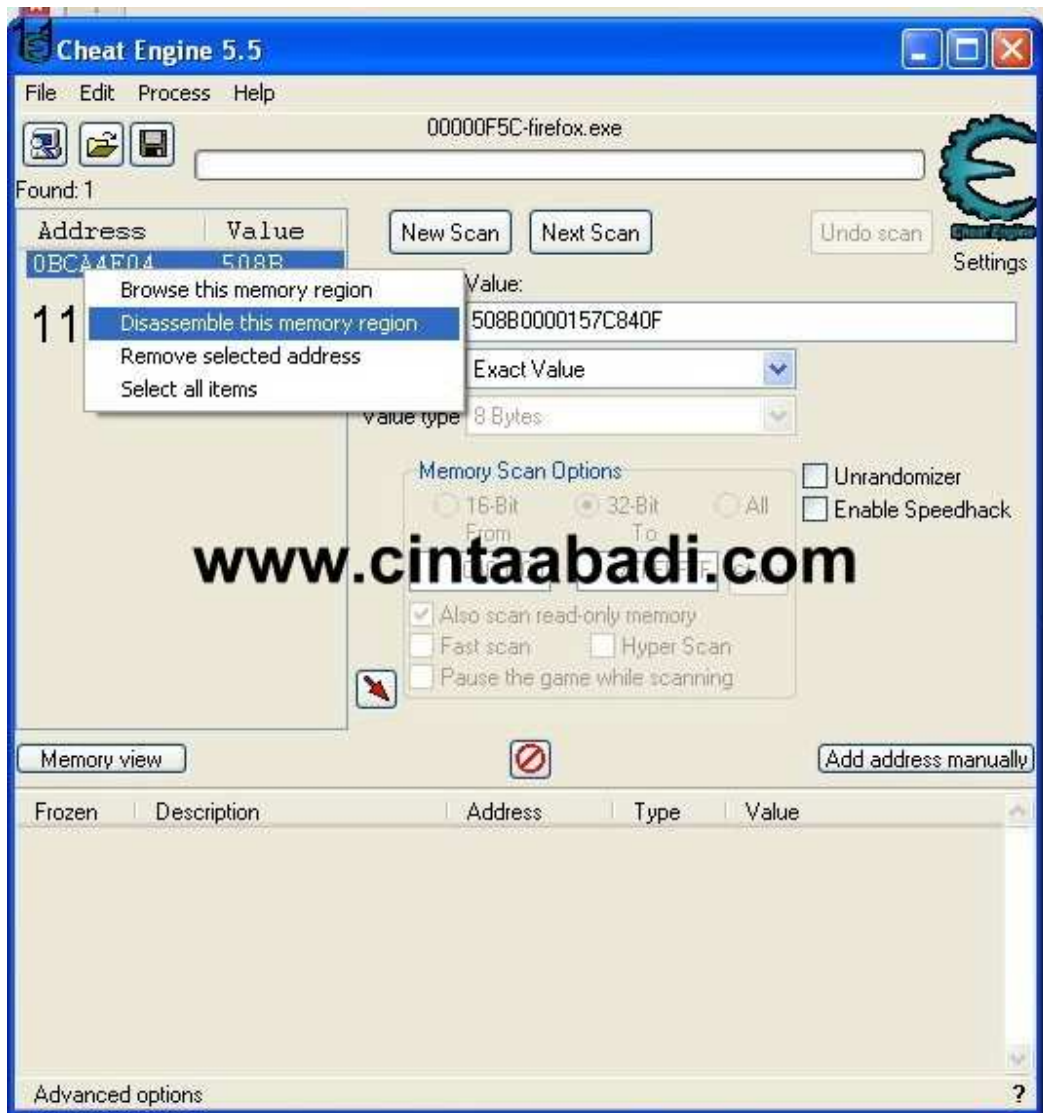 Cheat Engine 5.5
File Edit Process Help
00000F5C-firefox.exe
Found: 1
Address Value
0BCA4F04 508B
New Scan Next Scan
Undo scan
Cheat Engine
Settings
Browse this memory region
Disassemble this memory region
Remove selected address
Select all items
11
Value:
508B0000157C840F
Exact Value
Value type 8 Bytes
Memory Scan Options
16-Bit 32-Bit All
From To
Unrandomizer
Enable Speedhack
www.cintaabadi.com
Also scan read-only memory
Fast scan Hyper Scan
Pause the game while scanning
Memory view
Add address manually
Frozen Description Address Type Value
Advanced options ?